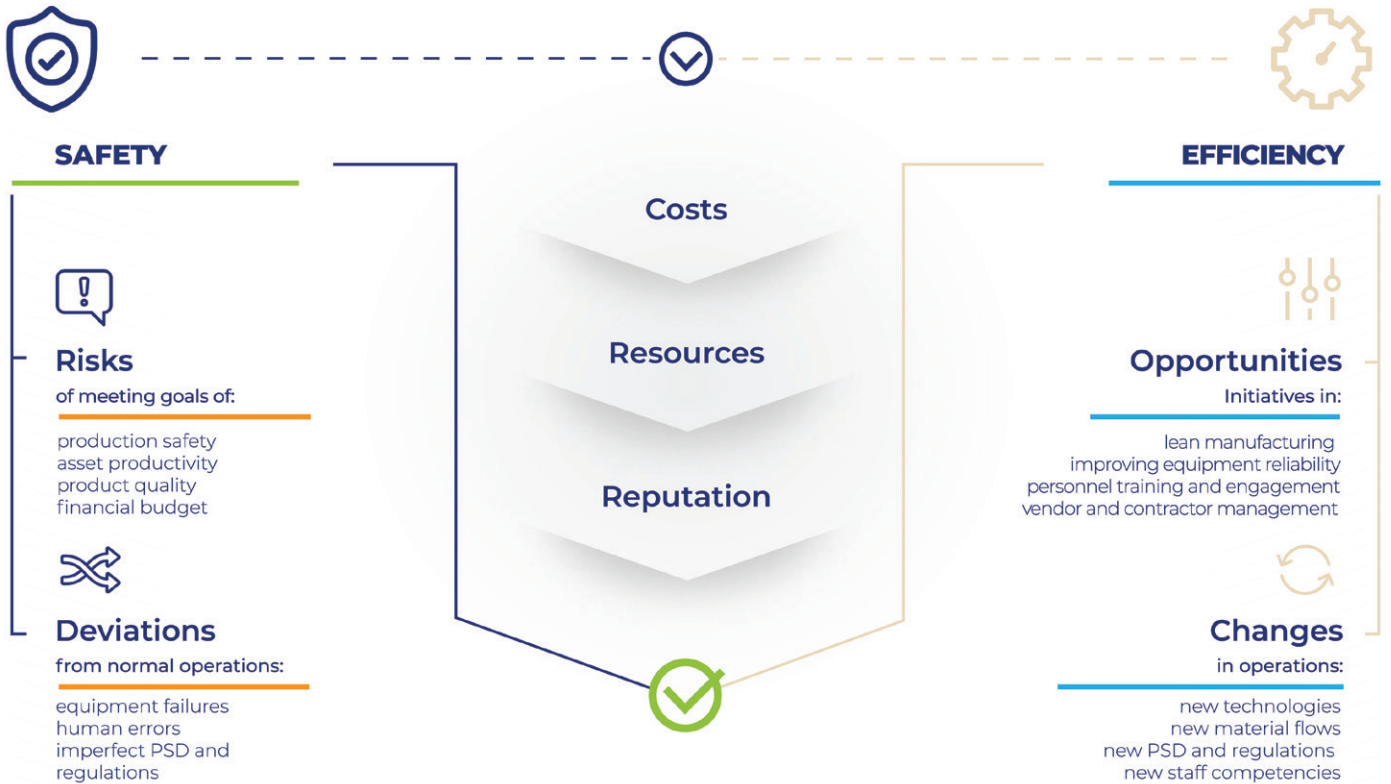 SAFETY
Risks
of meeting goals of:
production safety
asset productivity
product quality
financial budget
Deviations
from normal operations:
equipment failures
human errors
imperfect PSD and
regulations
Costs
Resources
Reputation
EFFICIENCY
Opportunities
Initiatives in:
lean manufacturing
improving equipment reliability
personnel training and engagement
vendor and contractor management
Changes
in operations:
new technologies
new material flows
new PSD and regulations
new staff competencies